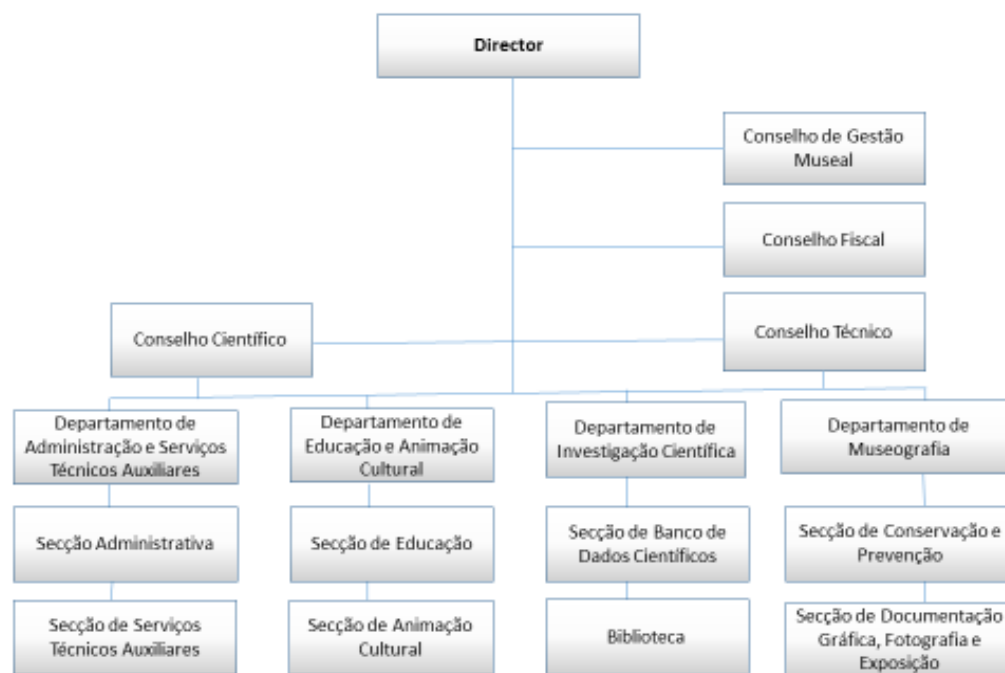 Director
Conselho de Gestão
Museal
Conselho Fiscal
Conselho Científico
Conselho Técnico
Departamento de
Administração e Serviços
Técnicos Auxiliares
Departamento de
Educação e Animação
Cultural
Departamento de
Investigação Científica
Departamento de
Museografia
Secção Administrativa
Secção de Educação
Secção de Banco de
Dados Científicos
Secção de Conservação e
Prevenção
Secção de Serviços
Técnicos Auxiliares
Secção de Animação
Cultural
Biblioteca
Secção de Documentação
Gráfica, Fotografia e
Exposição